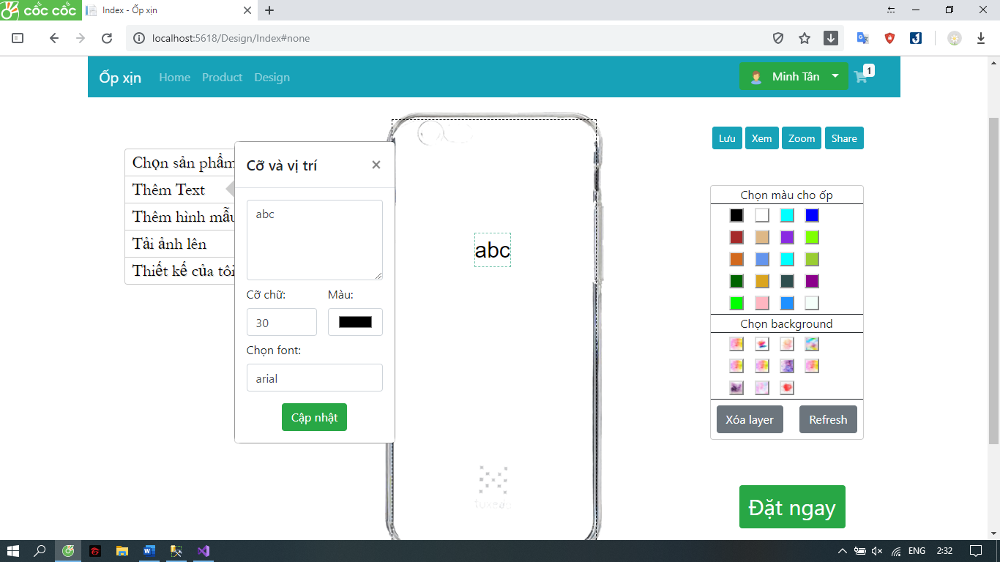 cốc cốc
Index - Ốp xịn
localhost:5618/Design/Index#none
Ốp xịn
Home
Product
Design
Minh Tân
1
Chọn sản phẩm
Thêm Text
Thêm hình mẫu
Tải ảnh lên
Thiết kế của tôi
Cỡ và vị trí
×
abc
Cỡ chữ:
Màu:
30
Chọn font:
arial
Cập nhật
abc
tuxedo
Lưu
Xem
Zoom
Share
Chọn màu cho ốp
Chọn background
Xóa layer
Refresh
Đặt ngay
ENG
2:32